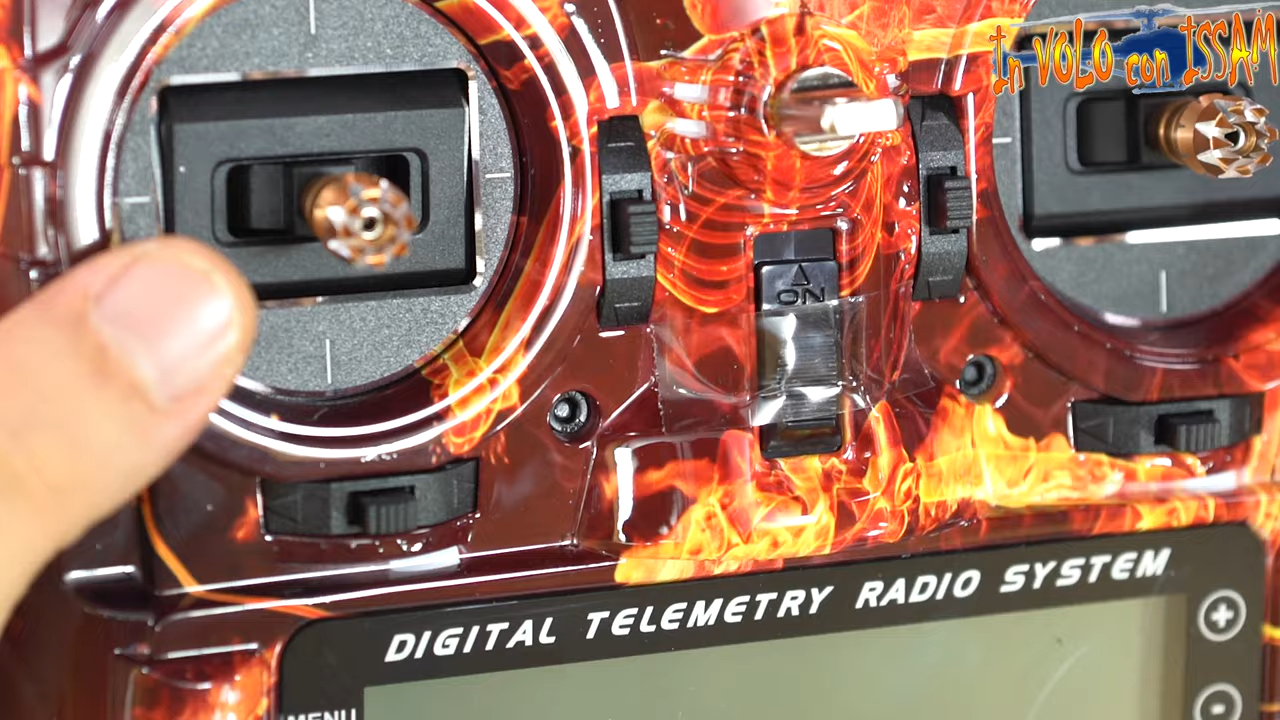 In VOLO con ISSAM
ON
DIGITAL TELEMETRY RADIO SYSTEM
+
MENU
-